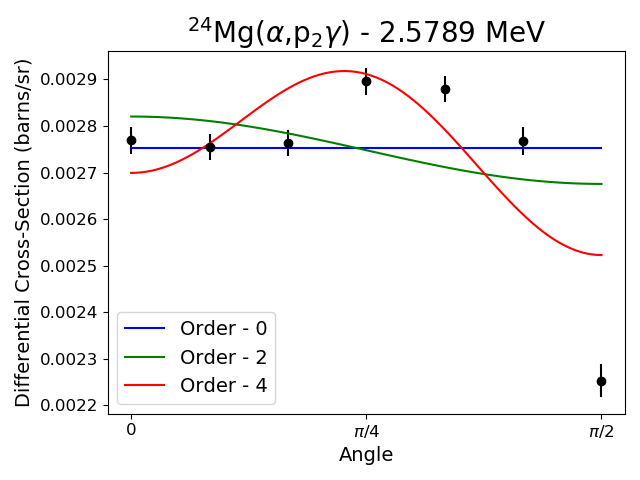 ²⁴Mg(α,p₂γ) - 2.5789 MeV
Differential Cross-Section (barns/sr)
0.0029
0.0028
0.0027
0.0026
0.0025
0.0024
0.0023
0.0022
Order - 0
Order - 2
Order - 4
0 π/4 π/2
Angle